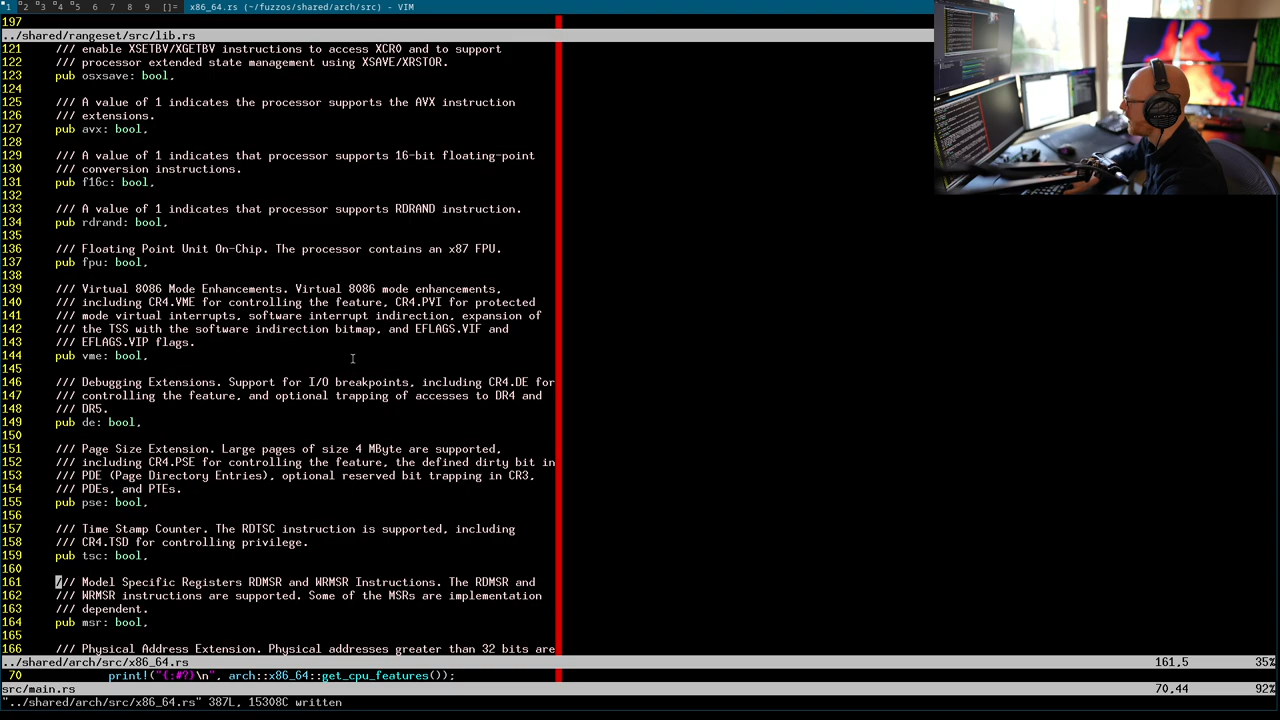 1 2 3 4 5 6 7 8 9 []= x86_64.rs (~/fuzzos/shared/arch/src) - VIM
197
../shared/rangeset/src/lib.rs
121 /// enable XSETBV/XGETBV instructions to access XCR0 and to support
122 /// processor extended state management using XSAVE/XRSTOR.
123 pub osxsave: bool,
124
125 /// A value of 1 indicates the processor supports the AVX instruction
126 /// extensions.
127 pub avx: bool,
128
129 /// A value of 1 indicates that processor supports 16-bit floating-point
130 /// conversion instructions.
131 pub f16c: bool,
132
133 /// A value of 1 indicates that processor supports RDRAND instruction.
134 pub rdrand: bool,
135
136 /// Floating Point Unit On-Chip. The processor contains an x87 FPU.
137 pub fpu: bool,
138
139 /// Virtual 8086 Mode Enhancements. Virtual 8086 mode enhancements,
140 /// including CR4.VME for controlling the feature, CR4.PVI for protected
141 /// mode virtual interrupts, software interrupt indirection, expansion of
142 /// the TSS with the software indirection bitmap, and EFLAGS.VIF and
143 /// EFLAGS.VIP flags.
144 pub vme: bool,
145
146 /// Debugging Extensions. Support for I/O breakpoints, including CR4.DE for
147 /// controlling the feature, and optional trapping of accesses to DR4 and
148 /// DR5.
149 pub de: bool,
150
151 /// Page Size Extension. Large pages of size 4 MByte are supported,
152 /// including CR4.PSE for controlling the feature, the defined dirty bit in
153 /// PDE (Page Directory Entries), optional reserved bit trapping in CR3,
154 /// PDEs, and PTEs.
155 pub pse: bool,
156
157 /// Time Stamp Counter. The RDTSC instruction is supported, including
158 /// CR4.TSD for controlling privilege.
159 pub tsc: bool,
160
161 /// Model Specific Registers RDMSR and WRMSR Instructions. The RDMSR and
162 /// WRMSR instructions are supported. Some of the MSRs are implementation
163 /// dependent.
164 pub msr: bool,
165
166 /// Physical Address Extension. Physical addresses greater than 32 bits are
../shared/arch/src/x86_64.rs 161,5 35%
70 print!("{:#?}\n", arch::x86_64::get_cpu_features());
src/main.rs 70,44 92%
"../shared/arch/src/x86_64.rs" 387L, 15308C written